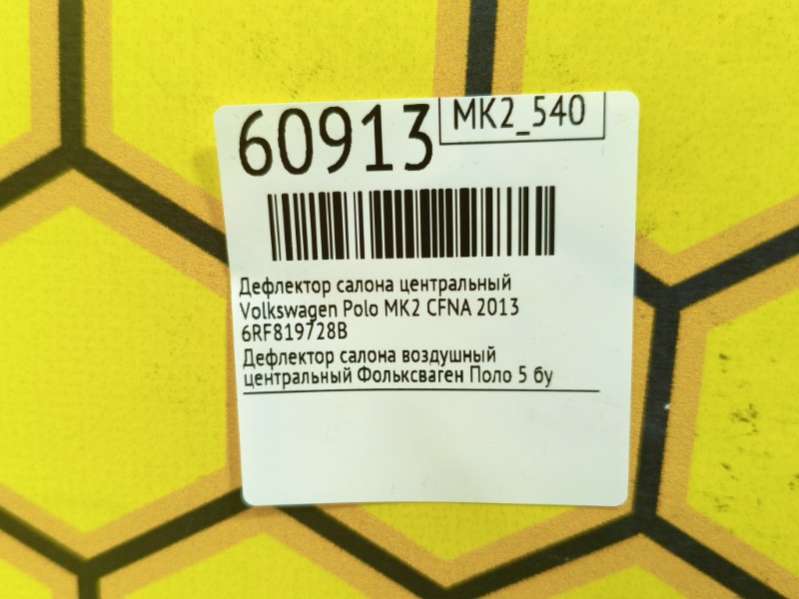 60913
MK2_540
Дефлектор салона центральный
Volkswagen Polo MK2 CFNA 2013
6RF819728B
Дефлектор салона воздушный
центральный Фольксваген Поло 5 бу